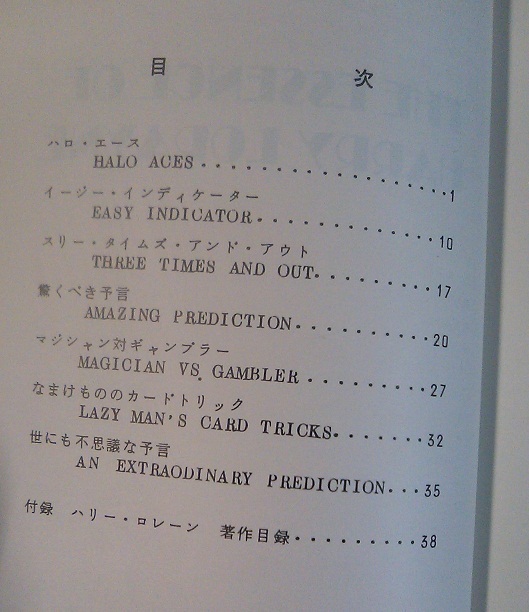 目 次
ハロ・エース
HALO ACES・・・・・・・・・・・・・・・・・・1
イージー・インディケーター
EASY INDICATOR・・・・・・・・・・・・・10
スリー・タイムズ・アンド・アウト
THREE TIMES AND OUT・・・・・・・・・17
驚くべき予言
AMAZING PREDICTION・・・・・・・・・・20
マジシャン対ギャンブラー
MAGICIAN VS. GAMBLER・・・・・・・・・27
なまけもののカードトリック
LAZY MAN'S CARD TRICKS・・・・・・・・32
世にも不思議な予言
AN EXTRAODINARY PREDICTION・・・35
付録 ハリー・ロレーン 著作目録・・・・・・・・・・38